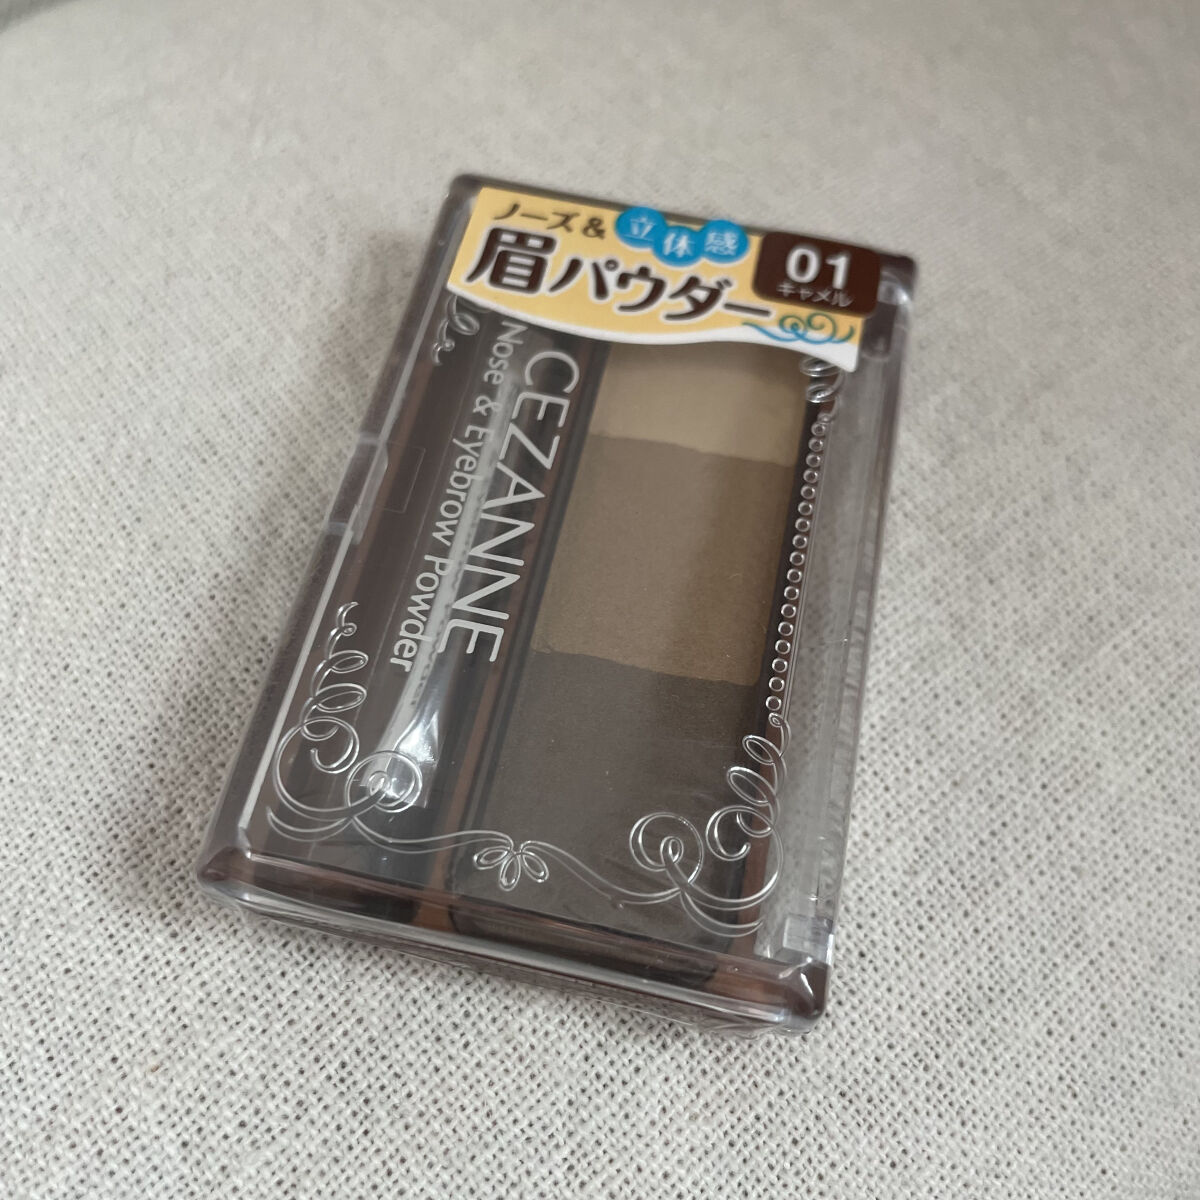 ノーズ& 立体感
眉パウダー
01
キャメル
CEZANNE
Nose & Eyebrow Powder